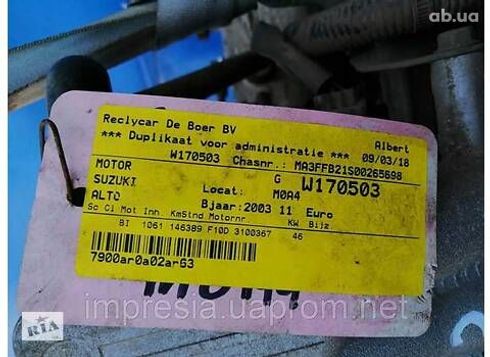 ab.ua
Reclycar De Boer BV
*** Duplikaat voor administratie *** Albert
W170503 Chasnr.: MA3FFB21S00265698 09/03/18
MOTOR G W170503
SUZUKI Locat: M0A4
ALTO Bjaar:2003 11 Euro
Sc Cl Mot Inh. KmStnd Motornr. KW Bijz
BI 1061 146389 F10D 3100367 46
7900ar0a02ar63
impresia.uaprom.net
RIA